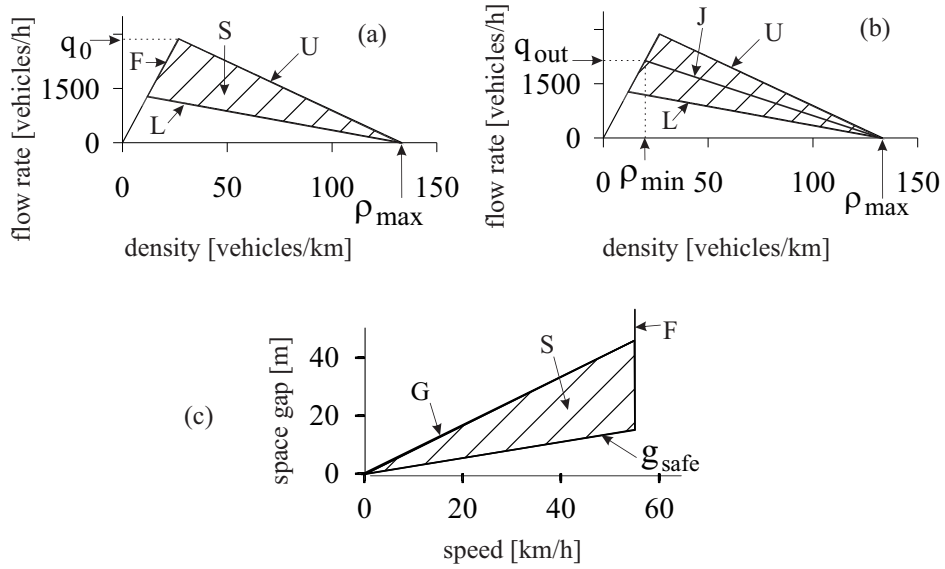 flow rate [vehicles/h]
q0
1500
0
F
S
(a)
U
L
0
50
100
150
ρmax
density [vehicles/km]
flow rate [vehicles/h]
qout
1500
0
J
U
(b)
L
0
50
100
150
ρmin
ρmax
density [vehicles/km]
(c)
space gap [m]
40
20
0
G
S
F
gsafe
0
20
40
60
speed [km/h]